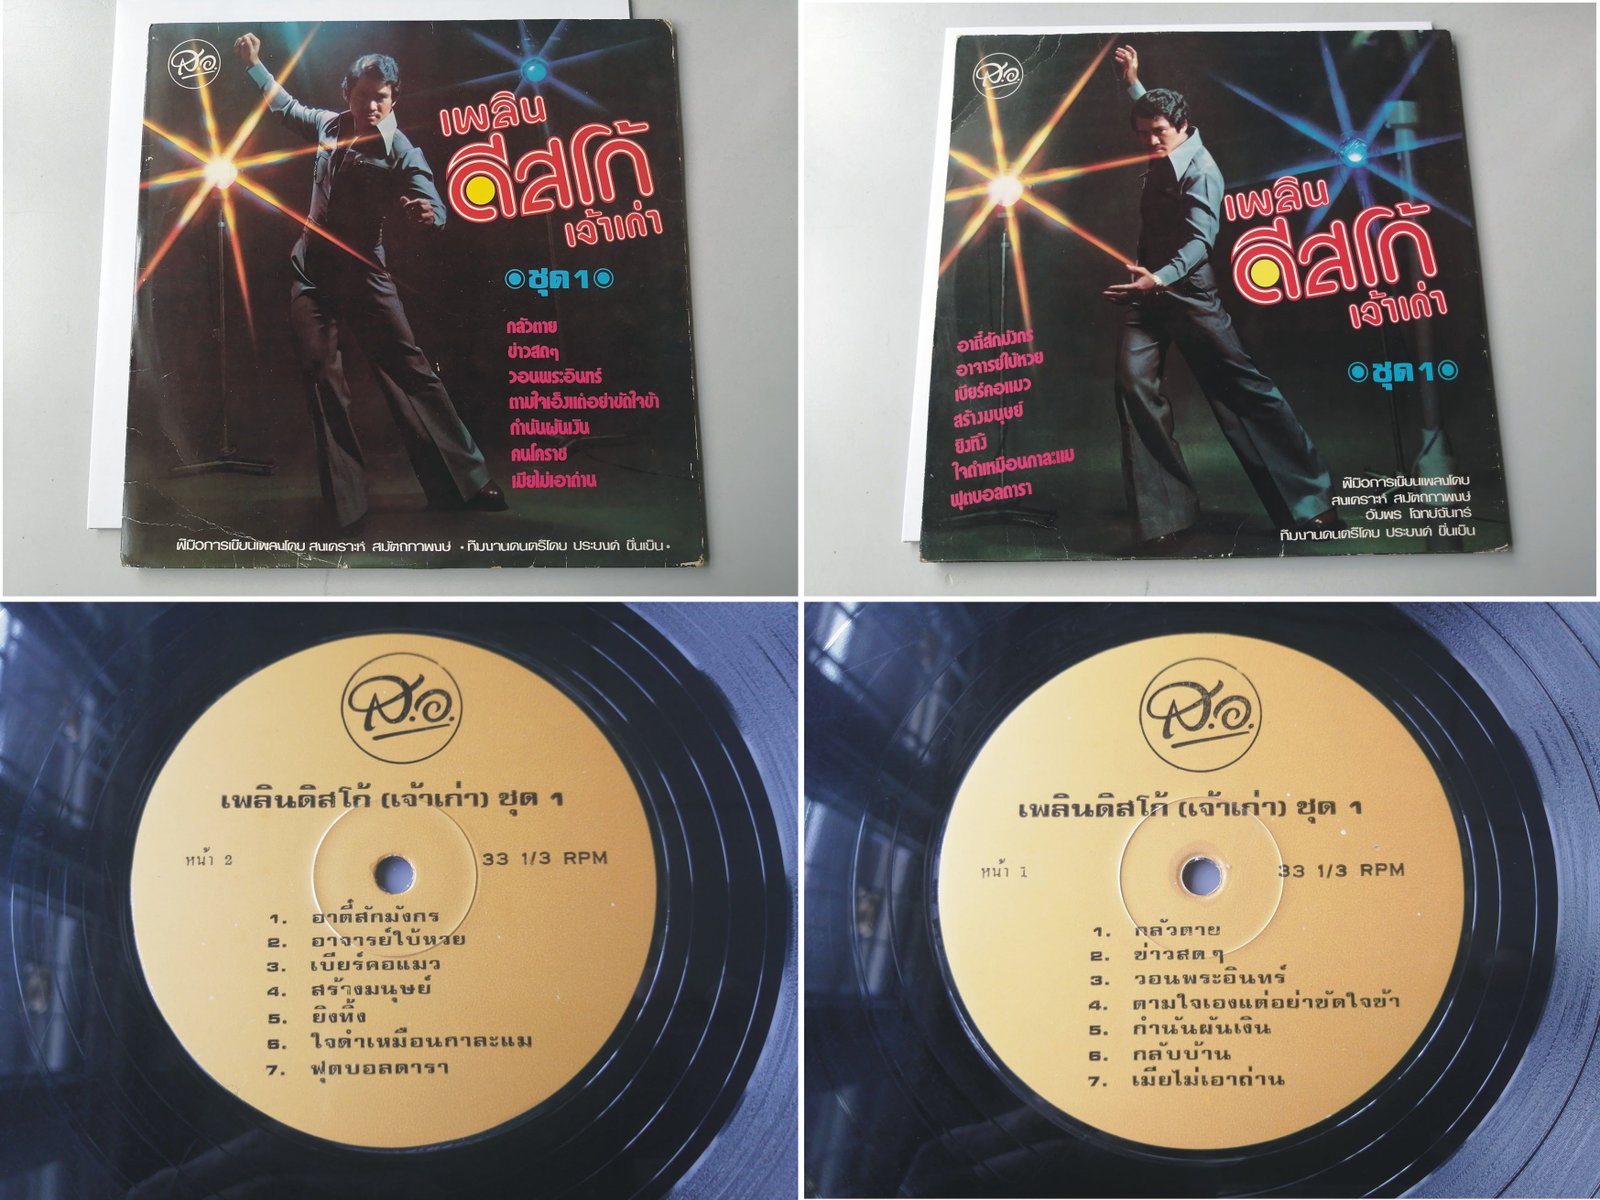 ส.อ.
เพลิน
ดิสโก้
เจ้าเก่า
ชุด 1
กลัวตาย
ข่าวสดๆ
วอนพระอินทร์
ตามใจเอ็งแต่อย่าขัดใจข้า
กำนันผันเงิน
คนโคราช
เมียไม่เอาถ่าน
ฝีมือการเขียนเพลงโดย สงเคราะห์ สมัตถภาพงษ์ • ทีมงานดนตรีโดย ประยงค์ ชื่นเย็น •
ส.อ.
เพลิน
ดิสโก้
เจ้าเก่า
ชุด 1
อาตี๋สักมังกร
อาจารย์ใบ้หวย
เบียร์คอแมว
สร้างมนุษย์
ยิงทิ้ง
ใจดำเหมือนกาละแม
ฟุตบอลดารา
ฝีมือการเขียนเพลงโดย
สงเคราะห์ สมัตถภาพงษ์
อัมพร โฉทยันทร์
ทีมงานดนตรีโดย ประยงค์ ชื่นเย็น
ส.อ.
เพลินดิสโก้ (เจ้าเก่า) ชุด 1
หน้า 2 33 1/3 RPM
1. อาตี๋สักมังกร
2. อาจารย์ใบ้หวย
3. เบียร์คอแมว
4. สร้างมนุษย์
5. ยิงทิ้ง
6. ใจดำเหมือนกาละแม
7. ฟุตบอลดารา
ส.อ.
เพลินดิสโก้ (เจ้าเก่า) ชุด 1
หน้า 1 33 1/3 RPM
1. กลัวตาย
2. ข่าวสดๆ
3. วอนพระอินทร์
4. ตามใจเองแต่อย่าขัดใจข้า
5. กำนันผันเงิน
6. กลับบ้าน
7. เมียไม่เอาถ่าน